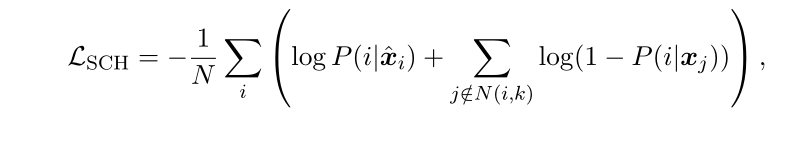 $$\mathcal{L}_{\text{SCH}} = -\frac{1}{N} \sum_{i} \left( \log P(i|\hat{\boldsymbol{x}}_i) + \sum_{j \notin N(i,k)} \log(1 - P(i|\boldsymbol{x}_j)) \right),$$